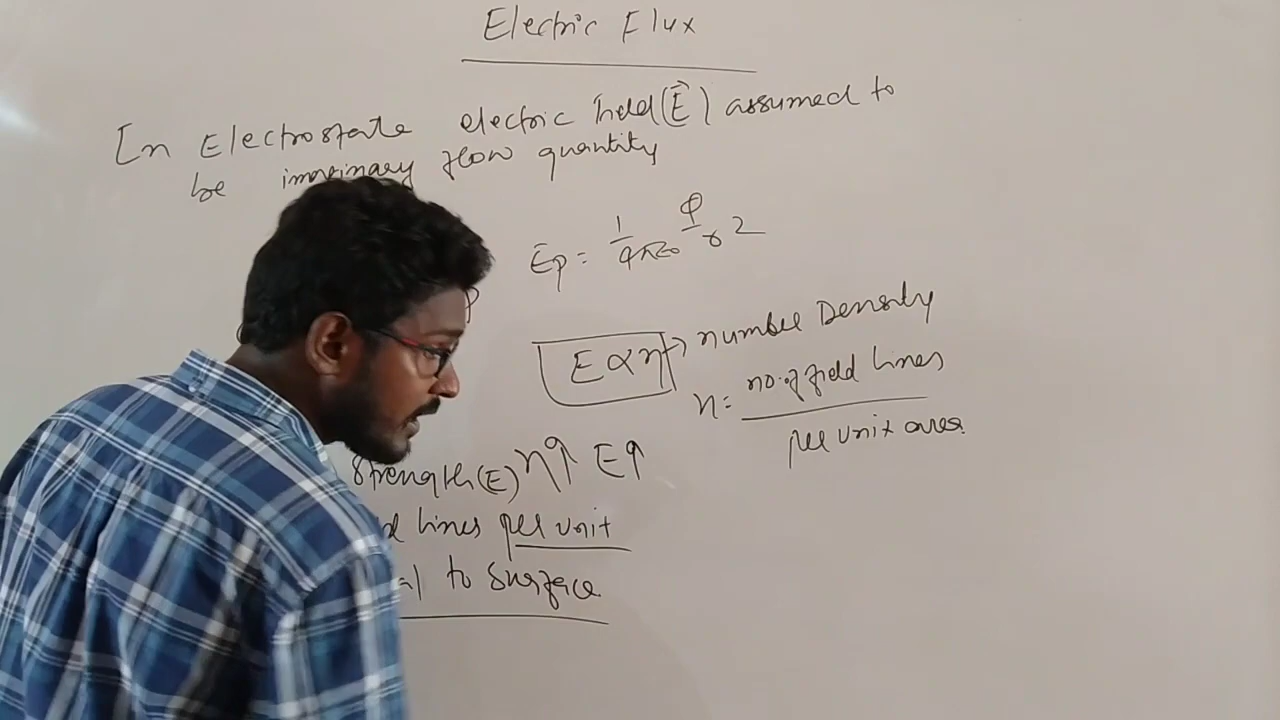 Electric Flux
In Electrostate electric field (E⃗) assumed to
be imaginary flow quantity
Ep = 1/4πε0 Q/r2
E ∝ η → number Density
η = no. of field lines / per unit area
strength (E) η↑ E↑
lines per unit
to surface